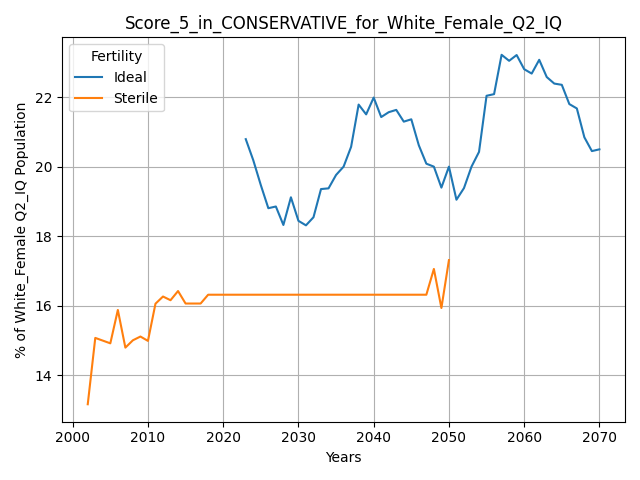 Score_5_in_CONSERVATIVE_for_White_Female_Q2_IQ
Fertility
Ideal
Sterile
% of White_Female Q2_IQ Population
22
20
18
16
14
2000 2010 2020 2030 2040 2050 2060 2070
Years